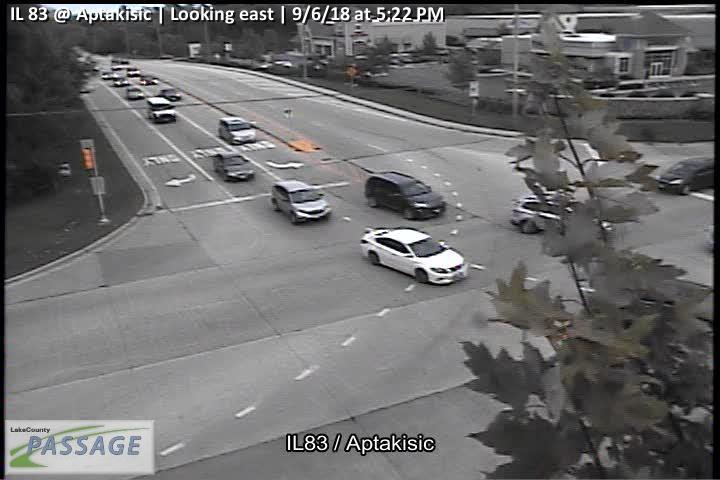 IL 83 @ Aptakisic | Looking east | 9/6/18 at 5:22 PM
LakeCounty
PASSAGE
IL83 / Aptakisic